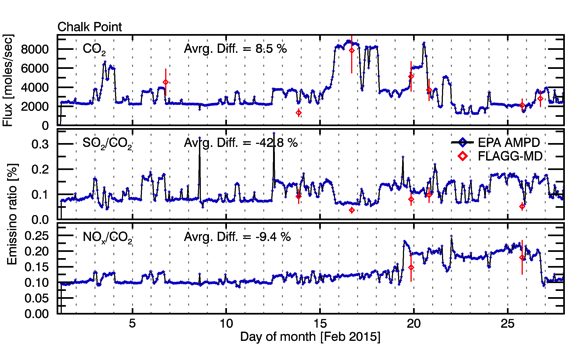 Chalk Point
CO2 Avrg. Diff. = 8.5 %
Flux [moles/sec]
8000
6000
4000
2000
0
SO2/CO2 Avrg. Diff. = -42.8 %
EPA AMPD
FLAGG-MD
Emissino ratio [%]
0.3
0.2
0.1
0.0
NOx/CO2 Avrg. Diff. = -9.4 %
0.25
0.20
0.15
0.10
0.05
0.00
5 10 15 20 25
Day of month [Feb 2015]